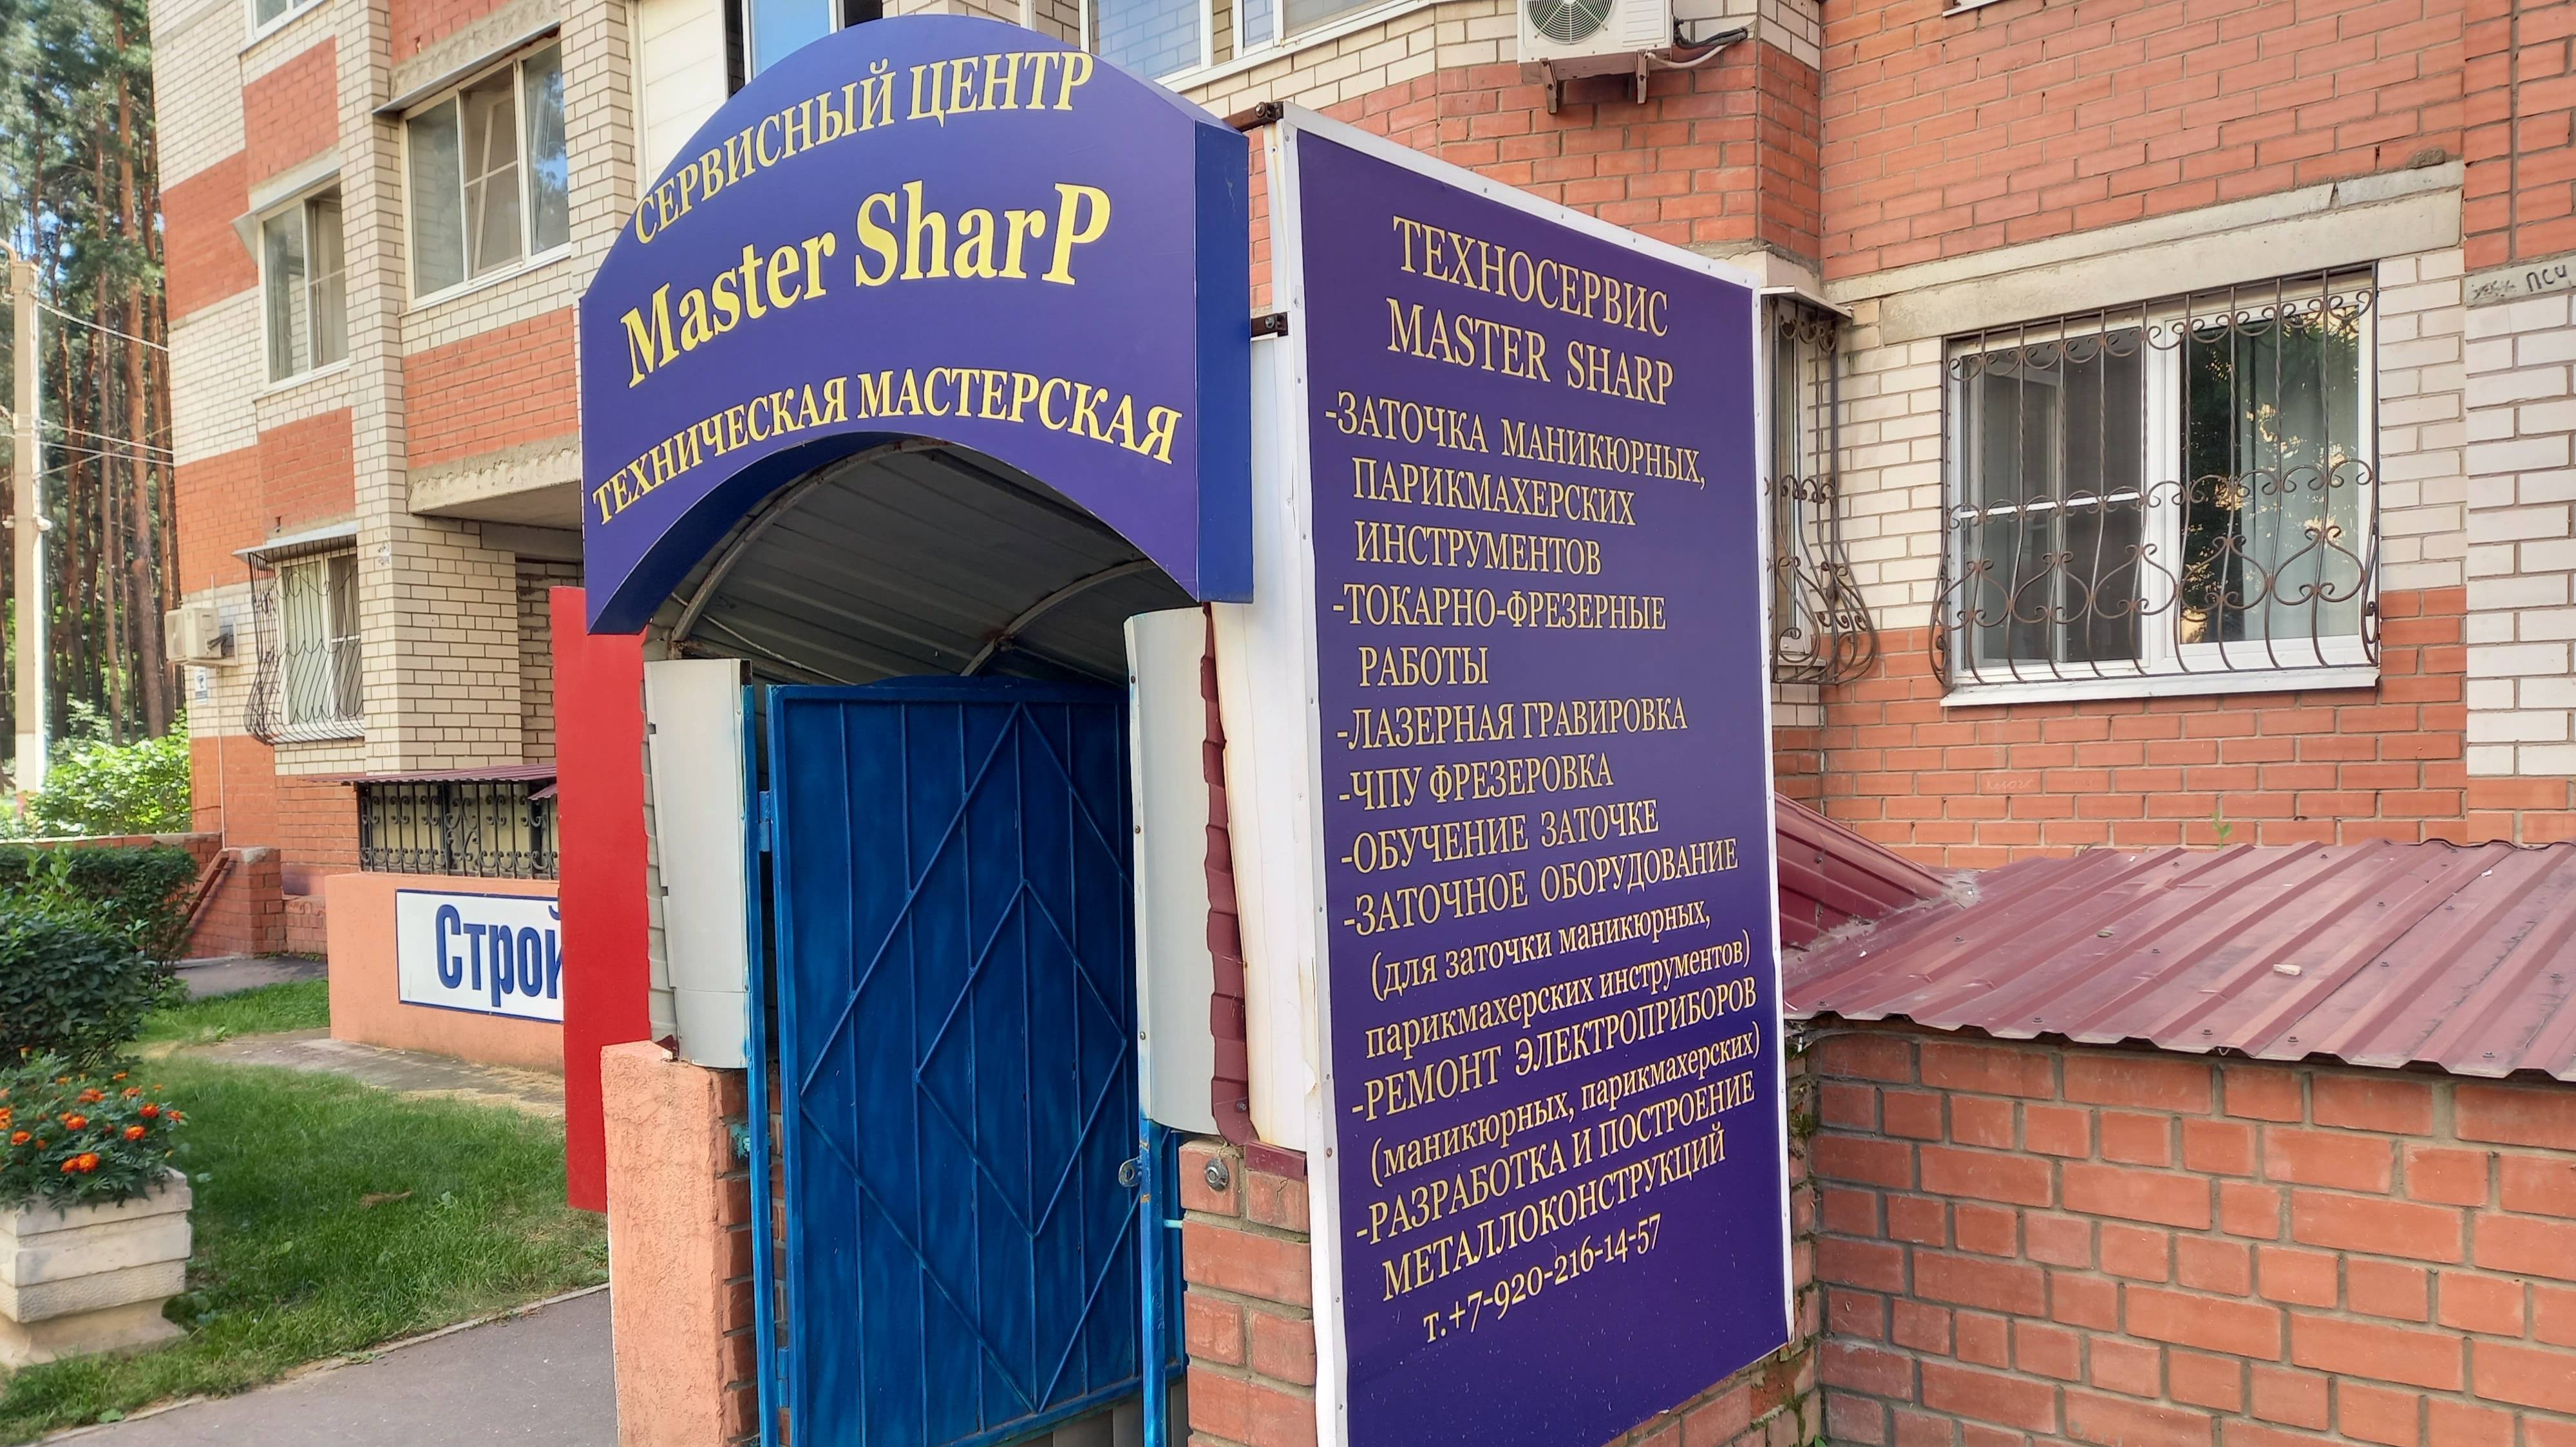 СЕРВИСНЫЙ ЦЕНТР
Master SharP
ТЕХНИЧЕСКАЯ МАСТЕРСКАЯ
ТЕХНОСЕРВИС
MASTER SHARP
-ЗАТОЧКА МАНИКЮРНЫХ,
ПАРИКМАХЕРСКИХ
ИНСТРУМЕНТОВ
-ТОКАРНО-ФРЕЗЕРНЫЕ
РАБОТЫ
-ЛАЗЕРНАЯ ГРАВИРОВКА
-ЧПУ ФРЕЗЕРОВКА
-ОБУЧЕНИЕ ЗАТОЧКЕ
-ЗАТОЧНОЕ ОБОРУДОВАНИЕ
(для заточки маникюрных,
парикмахерских инструментов)
-РЕМОНТ ЭЛЕКТРОПРИБОРОВ
(маникюрных, парикмахерских)
-РАЗРАБОТКА И ПОСТРОЕНИЕ
МЕТАЛЛОКОНСТРУКЦИЙ
т.+7-920-216-14-57
Строй